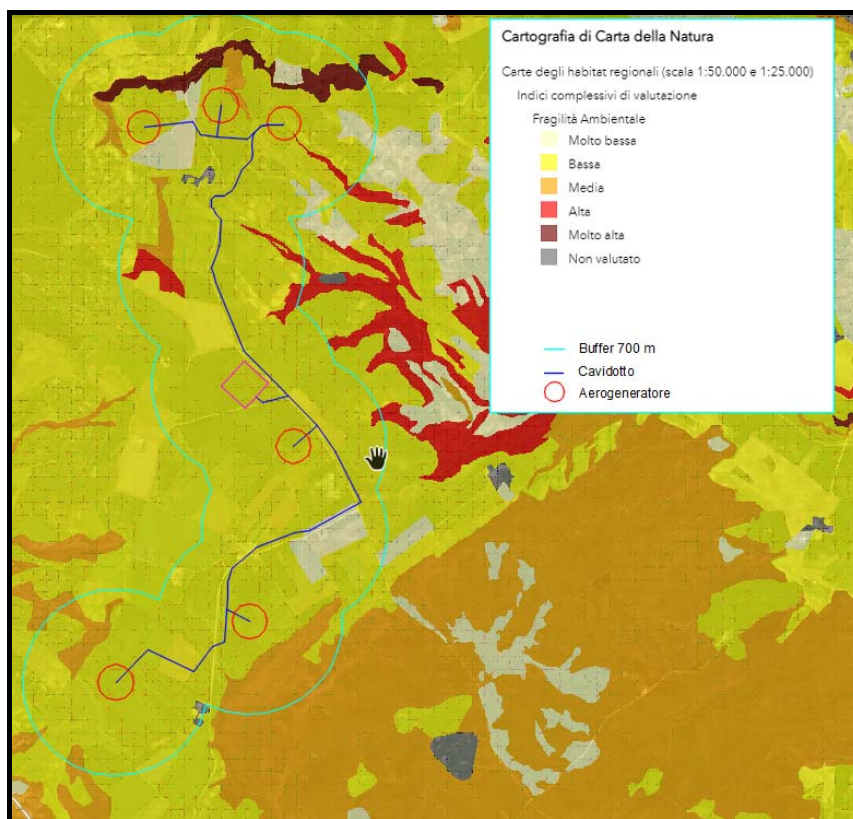 Cartografia di Carta della Natura
Carte degli habitat regionali (scala 1:50.000 e 1:25.000)
Indici complessivi di valutazione
Fragilità Ambientale
Molto bassa
Bassa
Media
Alta
Molto alta
Non valutato
Buffer 700 m
Cavidotto
Aerogeneratore